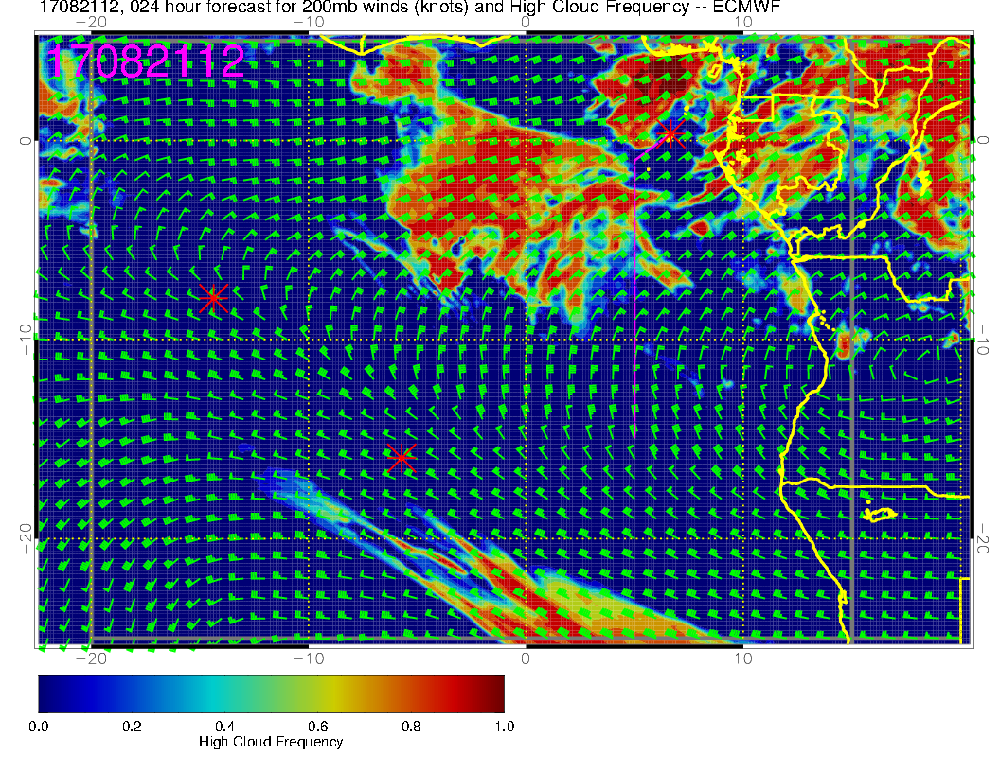 17082112, 024 hour forecast for 200mb winds (knots) and High Cloud Frequency -- ECMWF
−20 −10 0 10
17082112
0 0
−10 −10
−20 −20
−20 −10 0 10
0.0 0.2 0.4 0.6 0.8 1.0
High Cloud Frequency